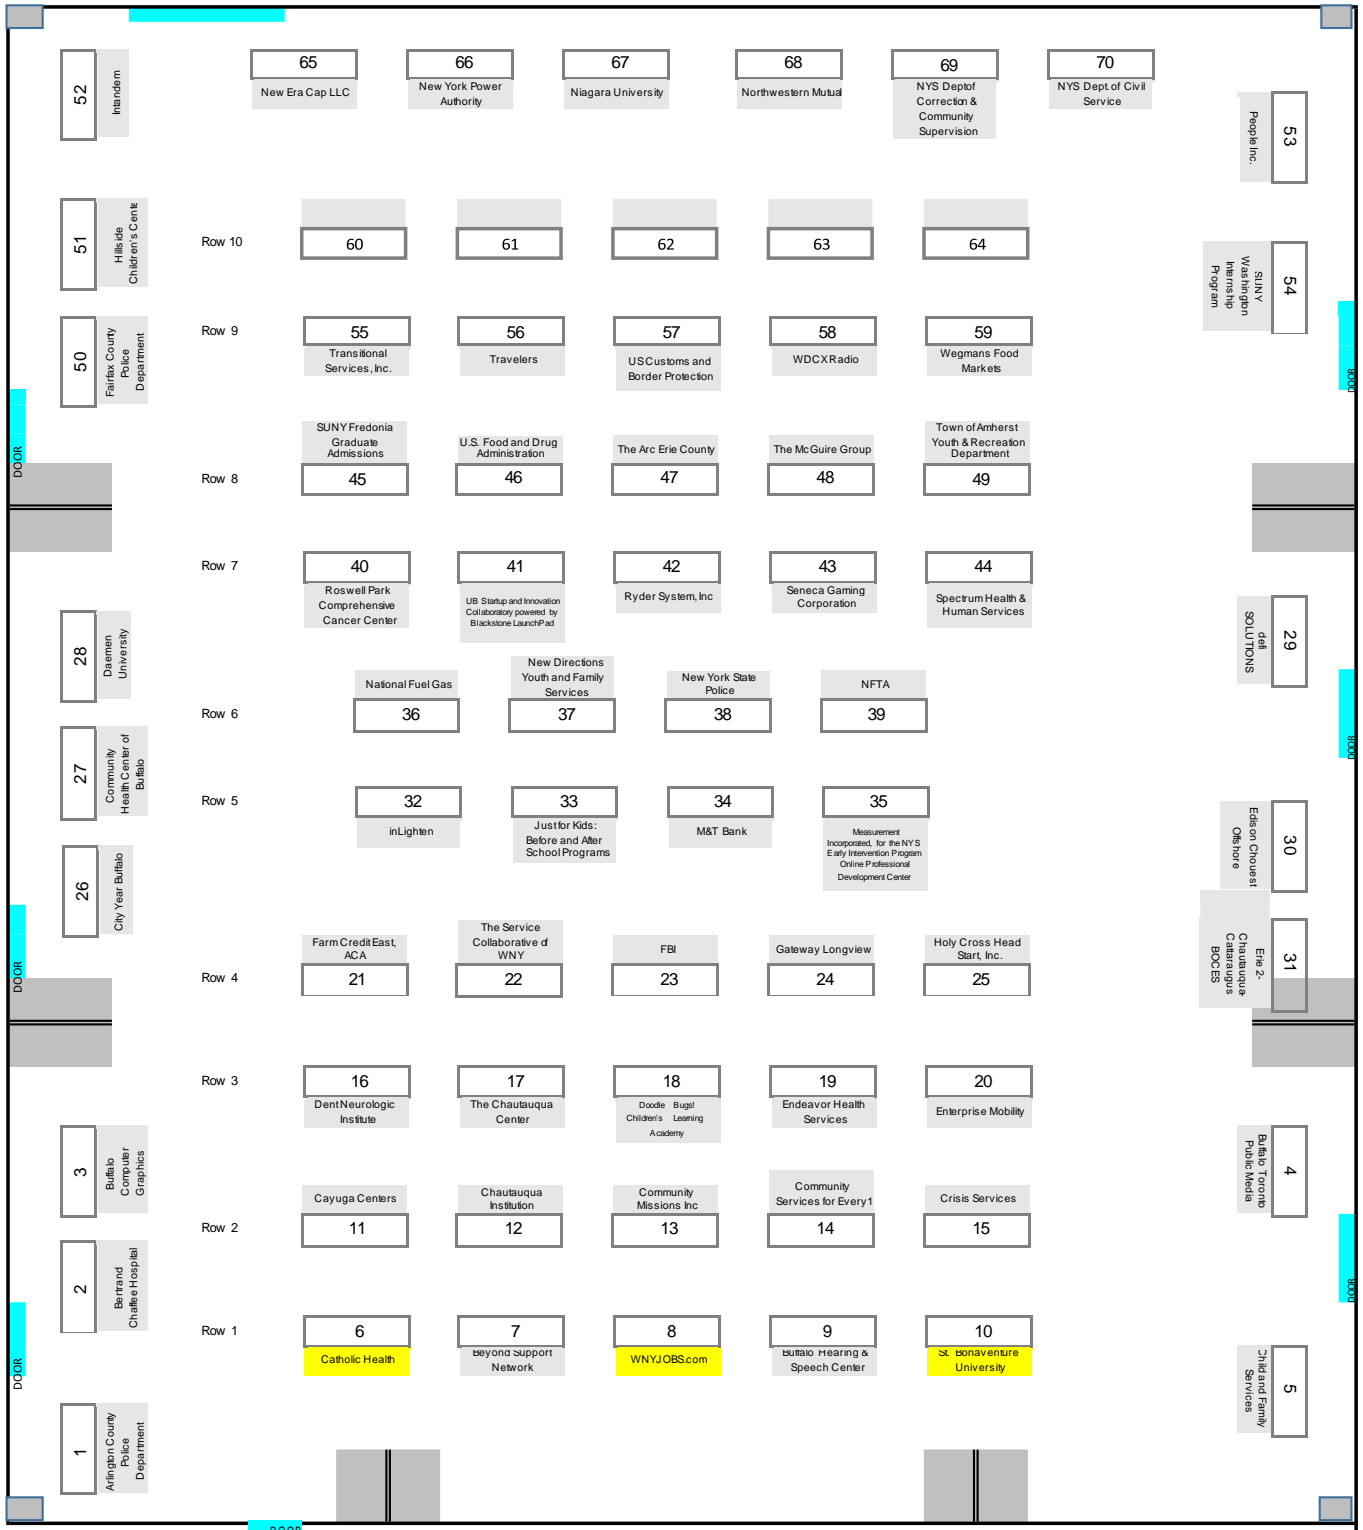 65
66
67
68
69
70
New Era Cap LLC
New York Power
Authority
Niagara University
Northwestern Mutual
NYS Deptof
Correction &
Community
Supervision
NYS Dept. of Civil
Service
52
Intandem
53
People Inc.
51
Hillside
Children's Cente
Row 10
60
61
62
63
64
54
SUNY
Washington
Internship
Program
50
Fairfax County
Police
Department
Row 9
55
56
57
58
59
Transitional
Services, Inc.
Travelers
US Customs and
Border Protection
WDCX Radio
Wegmans Food
Markets
DOOR
DOOR
SUNY Fredonia
Graduate
Admissions
U.S. Food and Drug
Administration
The Arc Erie County
The McGuire Group
Town of Amherst
Youth & Recreation
Department
Row 8
45
46
47
48
49
Row 7
40
41
42
43
44
Roswell Park
Comprehensive
Cancer Center
UB Startup and Innovation
Collaboratory powered by
Blackstone LaunchPad
Ryder System, Inc
Seneca Gaming
Corporation
Spectrum Health &
Human Services
28
Daemen
University
29
defi
SOLUTIONS
National Fuel Gas
New Directions
Youth and Family
Services
New York State
Police
NFTA
Row 6
36
37
38
39
DOOR
27
Community
Health Center of
Buffalo
Row 5
32
33
34
35
inLighten
Just for Kids:
Before and After
School Programs
M&T Bank
Measurement
Incorporated, for the NYS
Early Intervention Program
Online Professional
Development Center
30
Edison Chouest
Offshore
26
City Year Buffalo
DOOR
31
Erie 2-
Chautauqua-
Cattaraugus
BOCES
Farm Credit East,
ACA
The Service
Collaborative of
WNY
FBI
Gateway Longview
Holy Cross Head
Start, Inc.
Row 4
21
22
23
24
25
Row 3
16
17
18
19
20
Dent Neurologic
Institute
The Chautauqua
Center
Doodle Bugs!
Children's Learning
Academy
Endeavor Health
Services
Enterprise Mobility
3
Buffalo
Computer
Graphics
4
Buffalo Toronto
Public Media
Cayuga Centers
Chautauqua
Institution
Community
Missions Inc
Community
Services for Every1
Crisis Services
Row 2
11
12
13
14
15
2
Bertrand
Chaffee Hospital
DOOR
Row 1
6
7
8
9
10
Catholic Health
Beyond Support
Network
WNYJOBS.com
Buffalo Hearing &
Speech Center
St. Bonaventure
University
DOOR
5
Child and Family
Services
1
Arlington County
Police
Department
DOOR